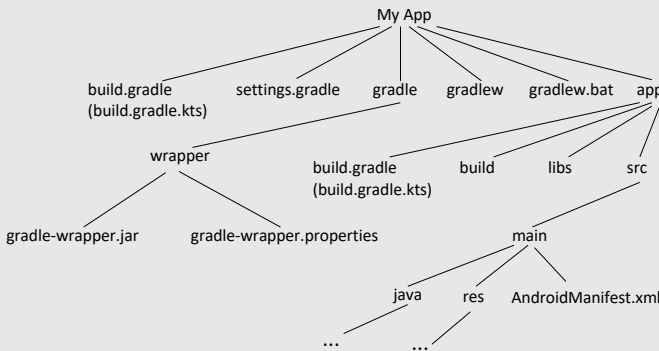 My App
build.gradle
(build.gradle.kts)
settings.gradle
gradle
gradlew
gradlew.bat
app
wrapper
build.gradle
(build.gradle.kts)
build
libs
src
gradle-wrapper.jar
gradle-wrapper.properties
main
java
res
AndroidManifest.xml
...
...